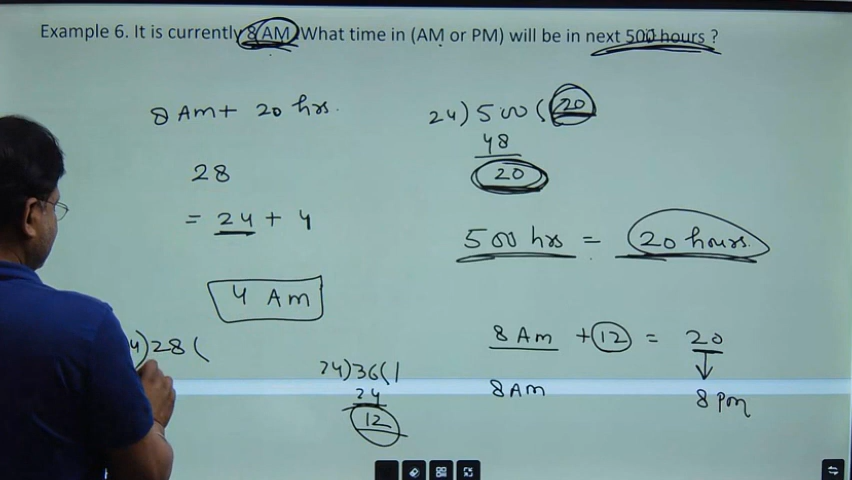 Example 6. It is currently 8 AM. What time in (AM or PM) will be in next 500 hours ?
8 Am + 20 hrs.
28
= 24 + 4
4 Am
4)28(
24)500(20
48
20
500 hrs = 20 hours.
24)36(1
24
12
8 Am + 12 = 20
8 Am
8 pm